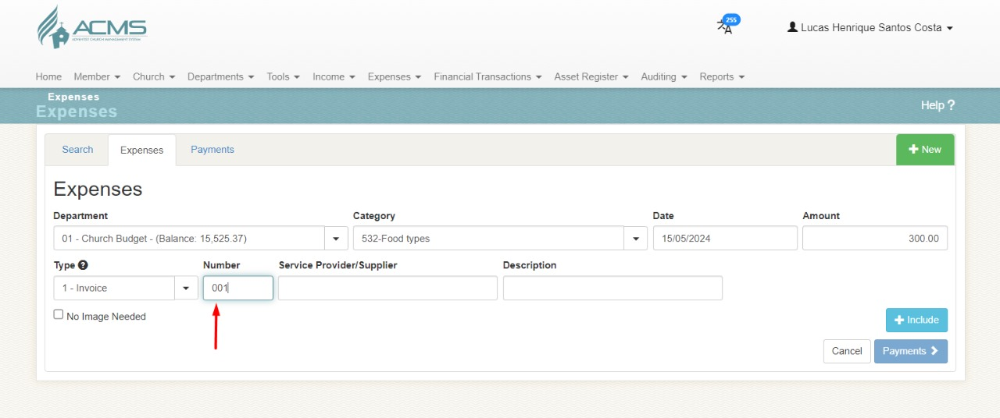 ACMS
ADVENTIST CHURCH MANAGEMENT SYSTEM
255
Lucas Henrique Santos Costa
Home Member Church Departments Tools Income Expenses Financial Transactions Asset Register Auditing Reports
Expenses
Expenses
Help ?
Search Expenses Payments
New
Expenses
Department Category Date Amount
01 - Church Budget - (Balance: 15,525.37) 532-Food types 15/05/2024 300.00
Type Number Service Provider/Supplier Description
1 - Invoice 001
No Image Needed
Include
Cancel Payments